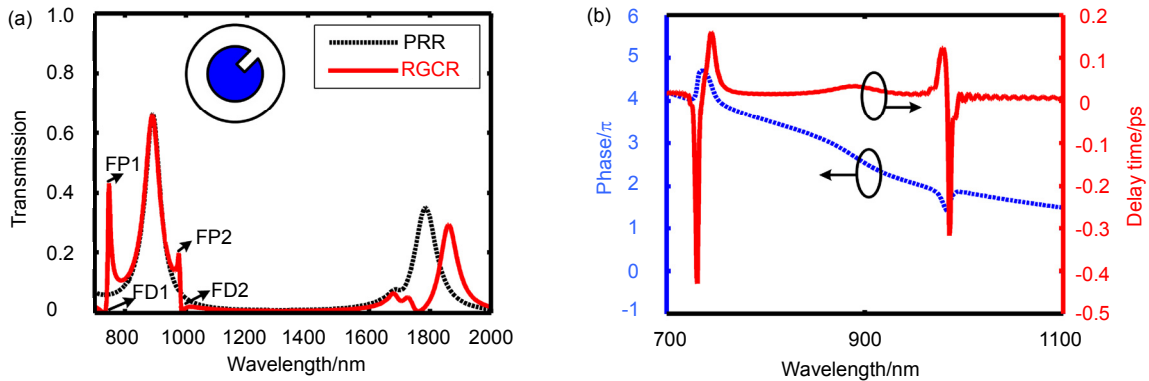 (a)
Transmission
1.0
0.8
0.6
0.4
0.2
0
PRR
RGCR
FP1
FP2
FD1
FD2
800 1000 1200 1400 1600 1800 2000
Wavelength/nm
(b)
Phase/π
6
5
4
3
2
1
0
-1
0.2
0.1
0
-0.1
-0.2
-0.3
-0.4
-0.5
Delay time/ps
700 900 1100
Wavelength/nm